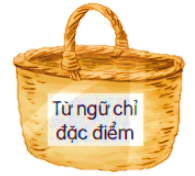 Từ ngữ chỉ
đặc điểm